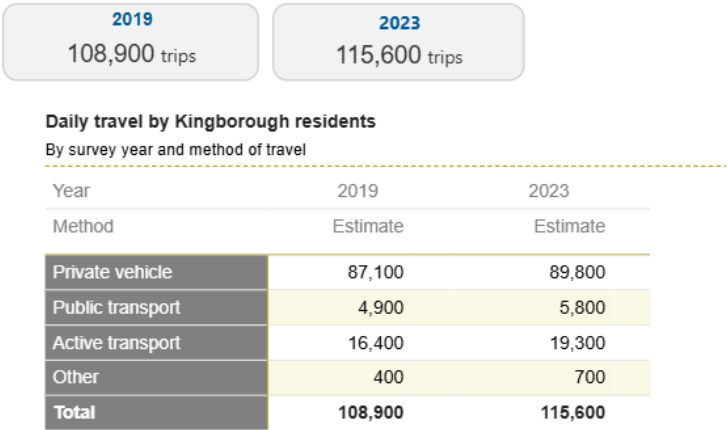 2019
108,900 trips
2023
115,600 trips
Daily travel by Kingborough residents
By survey year and method of travel
Year 2019 2023
Method Estimate Estimate
Private vehicle 87,100 89,800
Public transport 4,900 5,800
Active transport 16,400 19,300
Other 400 700
Total 108,900 115,600